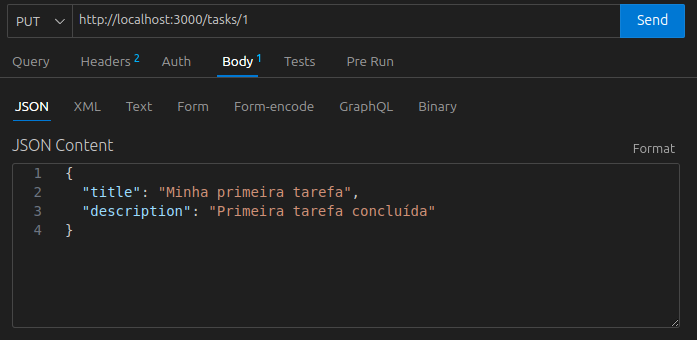 PUT http://localhost:3000/tasks/1 Send
Query Headers 2 Auth Body 1 Tests Pre Run
JSON XML Text Form Form-encode GraphQL Binary
JSON Content Format
1 {
2 "title": "Minha primeira tarefa",
3 "description": "Primeira tarefa concluída"
4 }